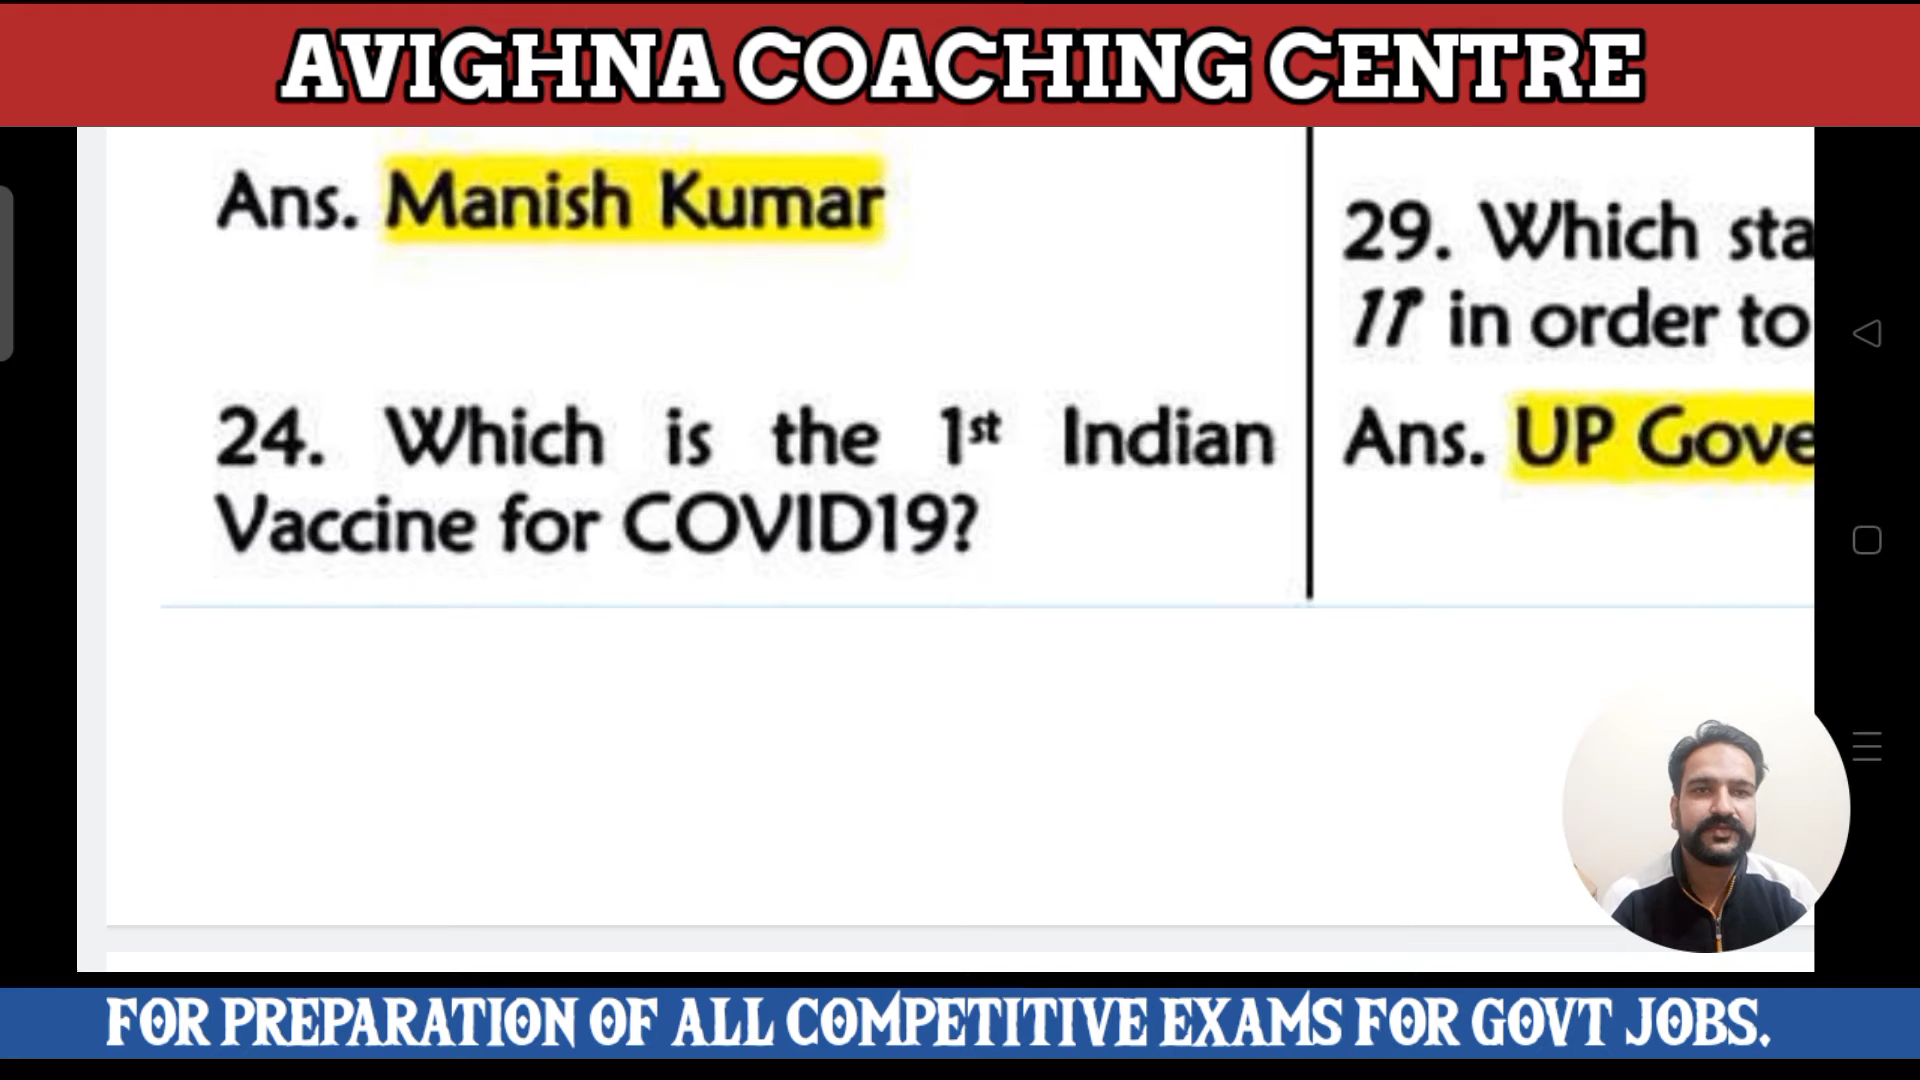 AVIGHNA COACHING CENTRE
Ans. Manish Kumar
24. Which is the 1st Indian
Vaccine for COVID19?
29. Which sta
11' in order to
Ans. UP Gove
FOR PREPARATION OF ALL COMPETITIVE EXAMS FOR GOVT JOBS.